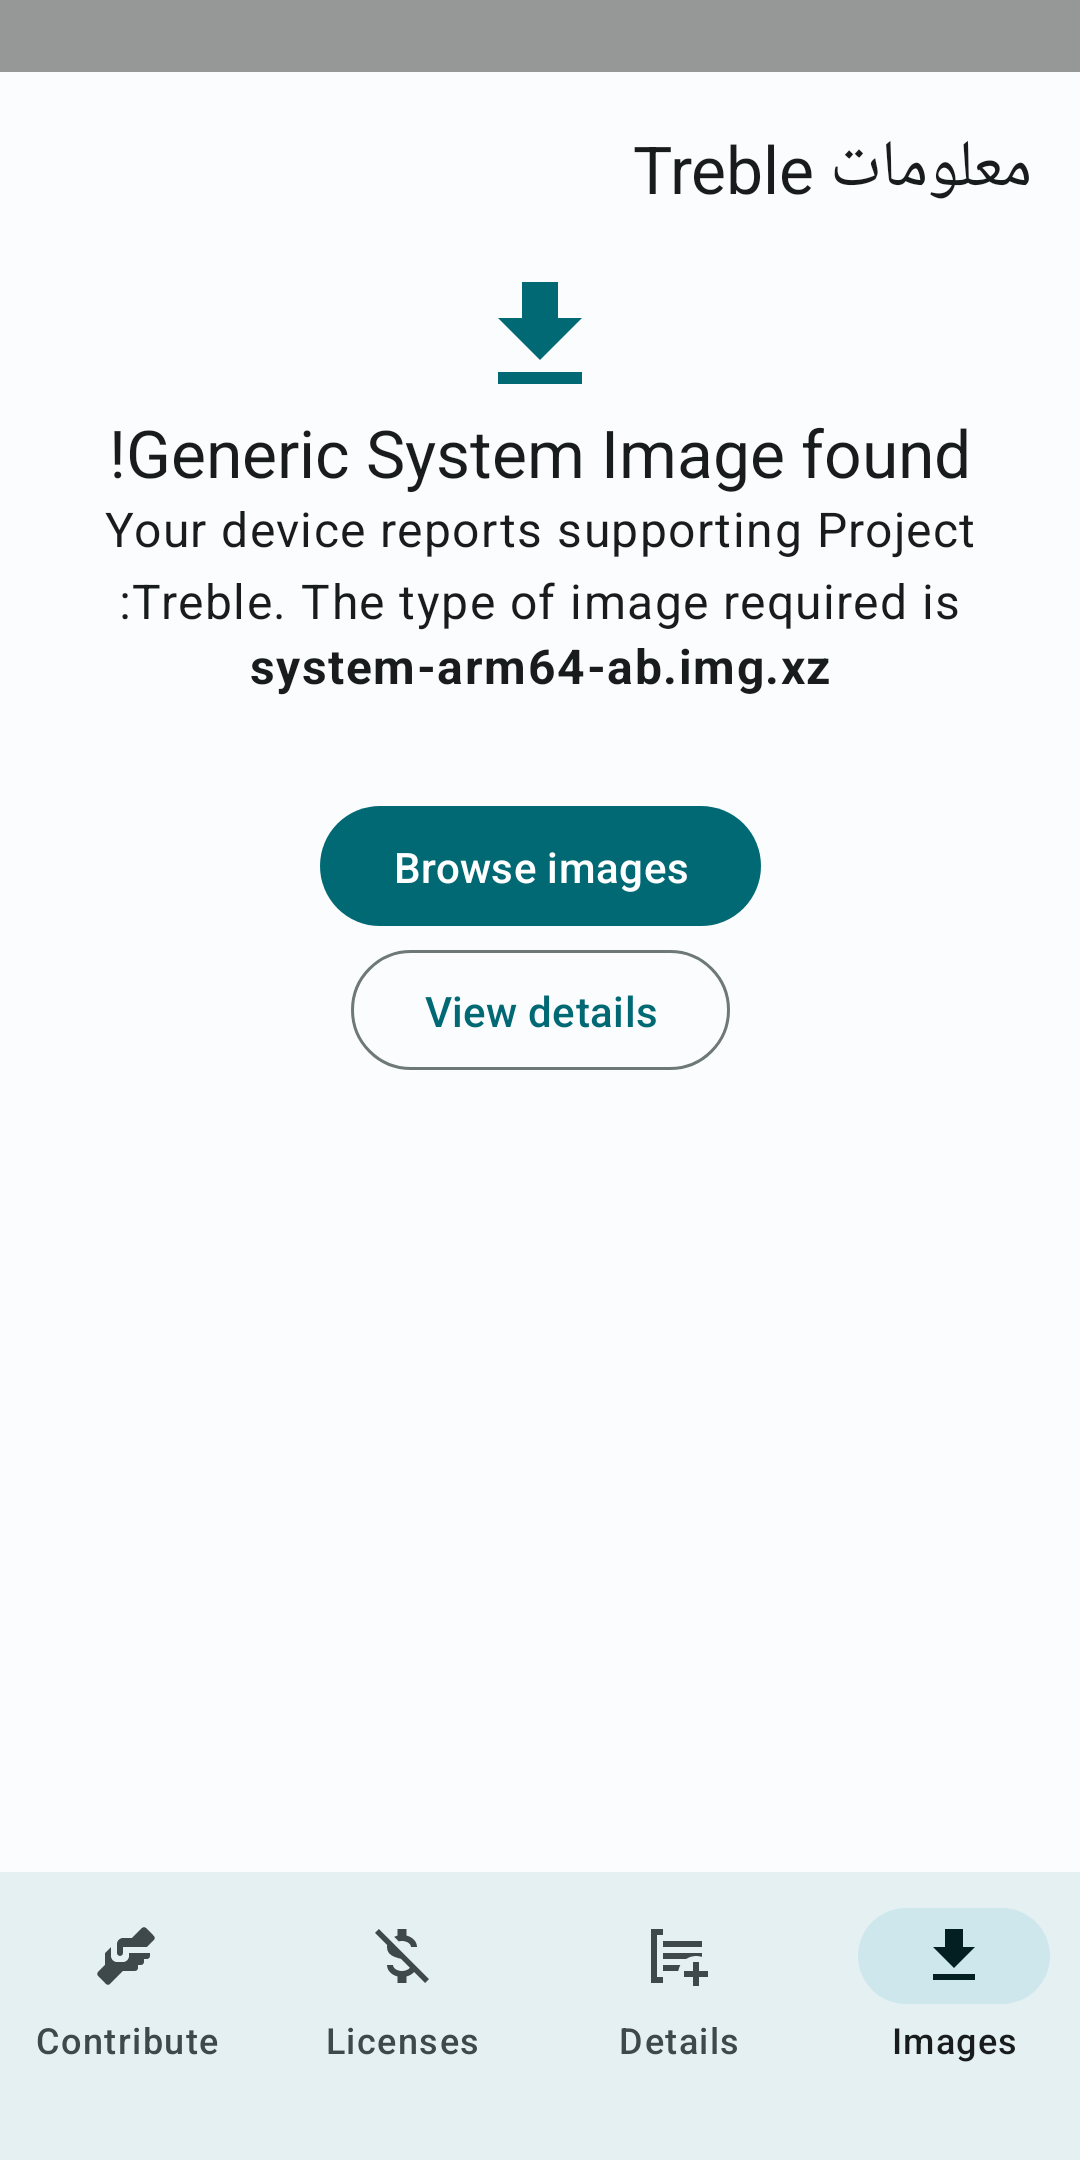 معلومات Treble
Generic System Image found!
Your device reports supporting Project
Treble. The type of image required is:
system-arm64-ab.img.xz
Browse images
View details
Images
Details
Licenses
Contribute